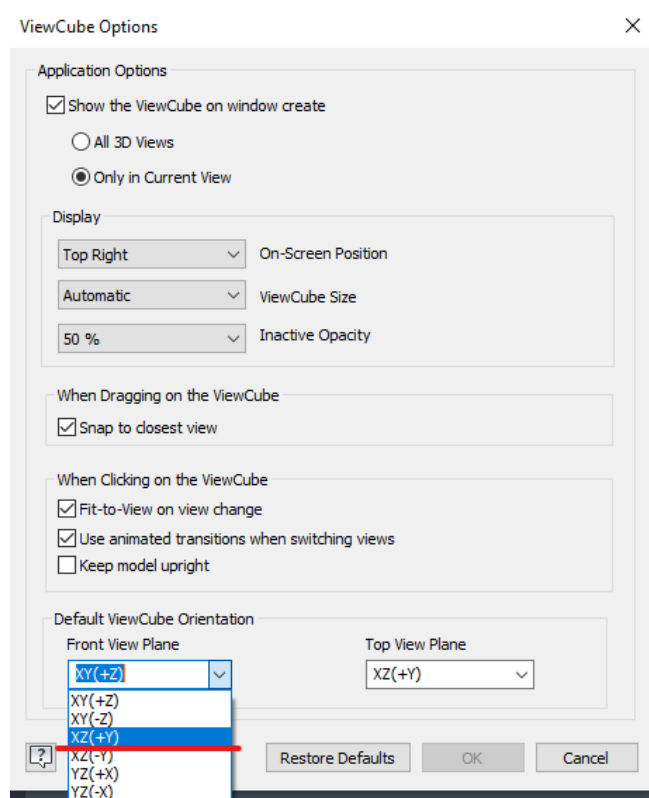 ViewCube Options
Application Options
Show the ViewCube on window create
All 3D Views
Only in Current View
Display
Top Right On-Screen Position
Automatic ViewCube Size
50 % Inactive Opacity
When Dragging on the ViewCube
Snap to closest view
When Clicking on the ViewCube
Fit-to-View on view change
Use animated transitions when switching views
Keep model upright
Default ViewCube Orientation
Front View Plane Top View Plane
XY(+Z) XZ(+Y)
XY(+Z)
XY(-Z)
XZ(+Y)
XZ(-Y)
YZ(+X)
YZ(-X)
? Restore Defaults OK Cancel